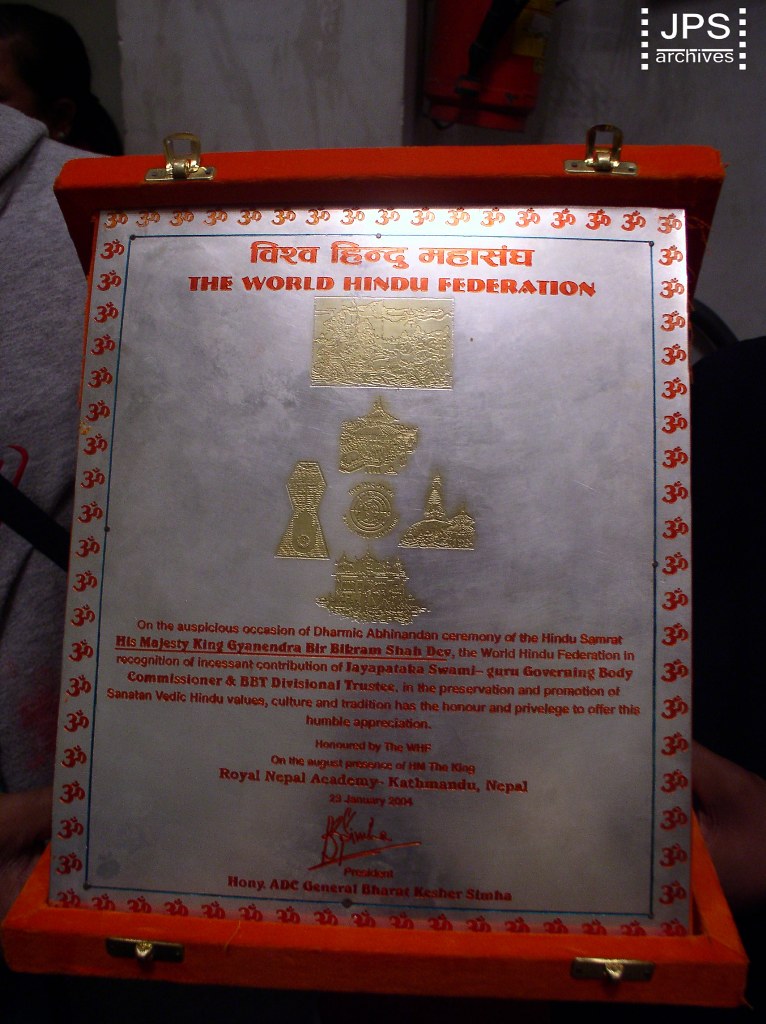 JPS
archives
विश्व हिन्दु महासंघ
THE WORLD HINDU FEDERATION
On the auspicious occasion of Dharmic Abhinandan ceremony of the Hindu Samrat
His Majesty King Gyanendra Bir Bikram Shah Dev, the World Hindu Federation in
recognition of incessant contribution of Jayapataka Swami– guru Governing Body
Commissioner & BBT Divisional Trustee, in the preservation and promotion of
Sanatan Vedic Hindu values, culture and tradition has the honour and privelege to offer this
humble appreciation.
Honoured by The WHF
On the august presence of HM The King
Royal Nepal Academy- Kathmandu, Nepal
29 January 2004
President
Hony. ADC General Bharat Kesher Simha